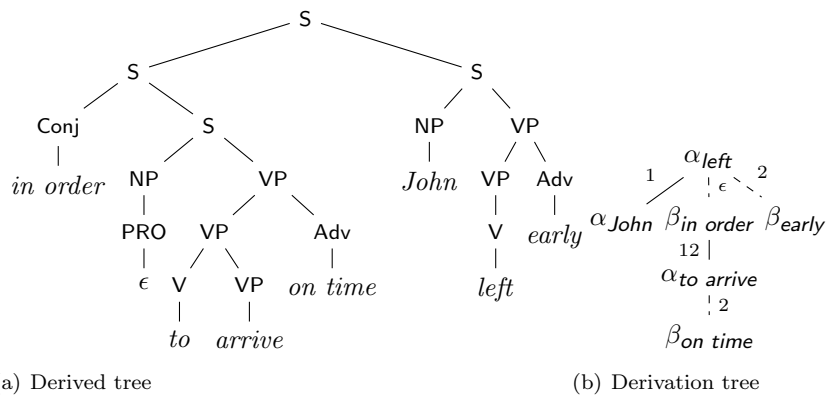 S
S S
Conj S NP VP
in order NP VP John VP Adv
PRO VP Adv V early
ϵ V VP on time left
to arrive
α_left
1 ϵ 2
α_John β_in order β_early
12
α_to arrive
2
β_on time
a) Derived tree (b) Derivation tree